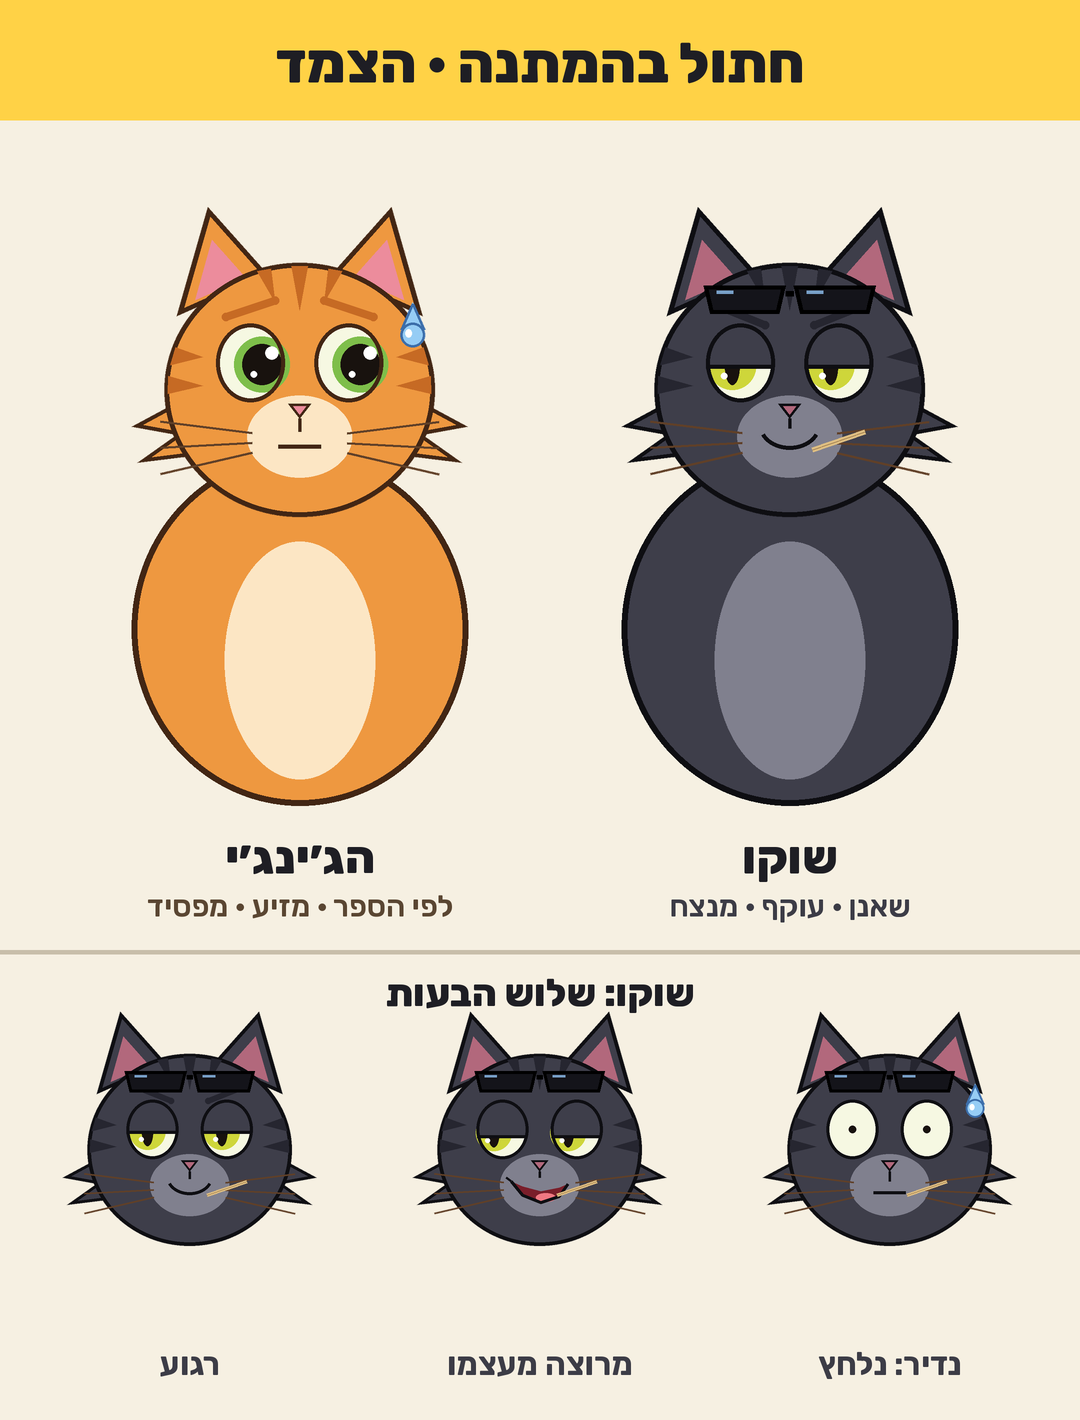 חתול בהמתנה • הצמד
שוקו
שאנן • עוקף • מנצח
הג׳ינג׳י
לפי הספר • מזיע • מפסיד
שוקו: שלוש הבעות
נדיר: נלחץ
מרוצה מעצמו
רגוע